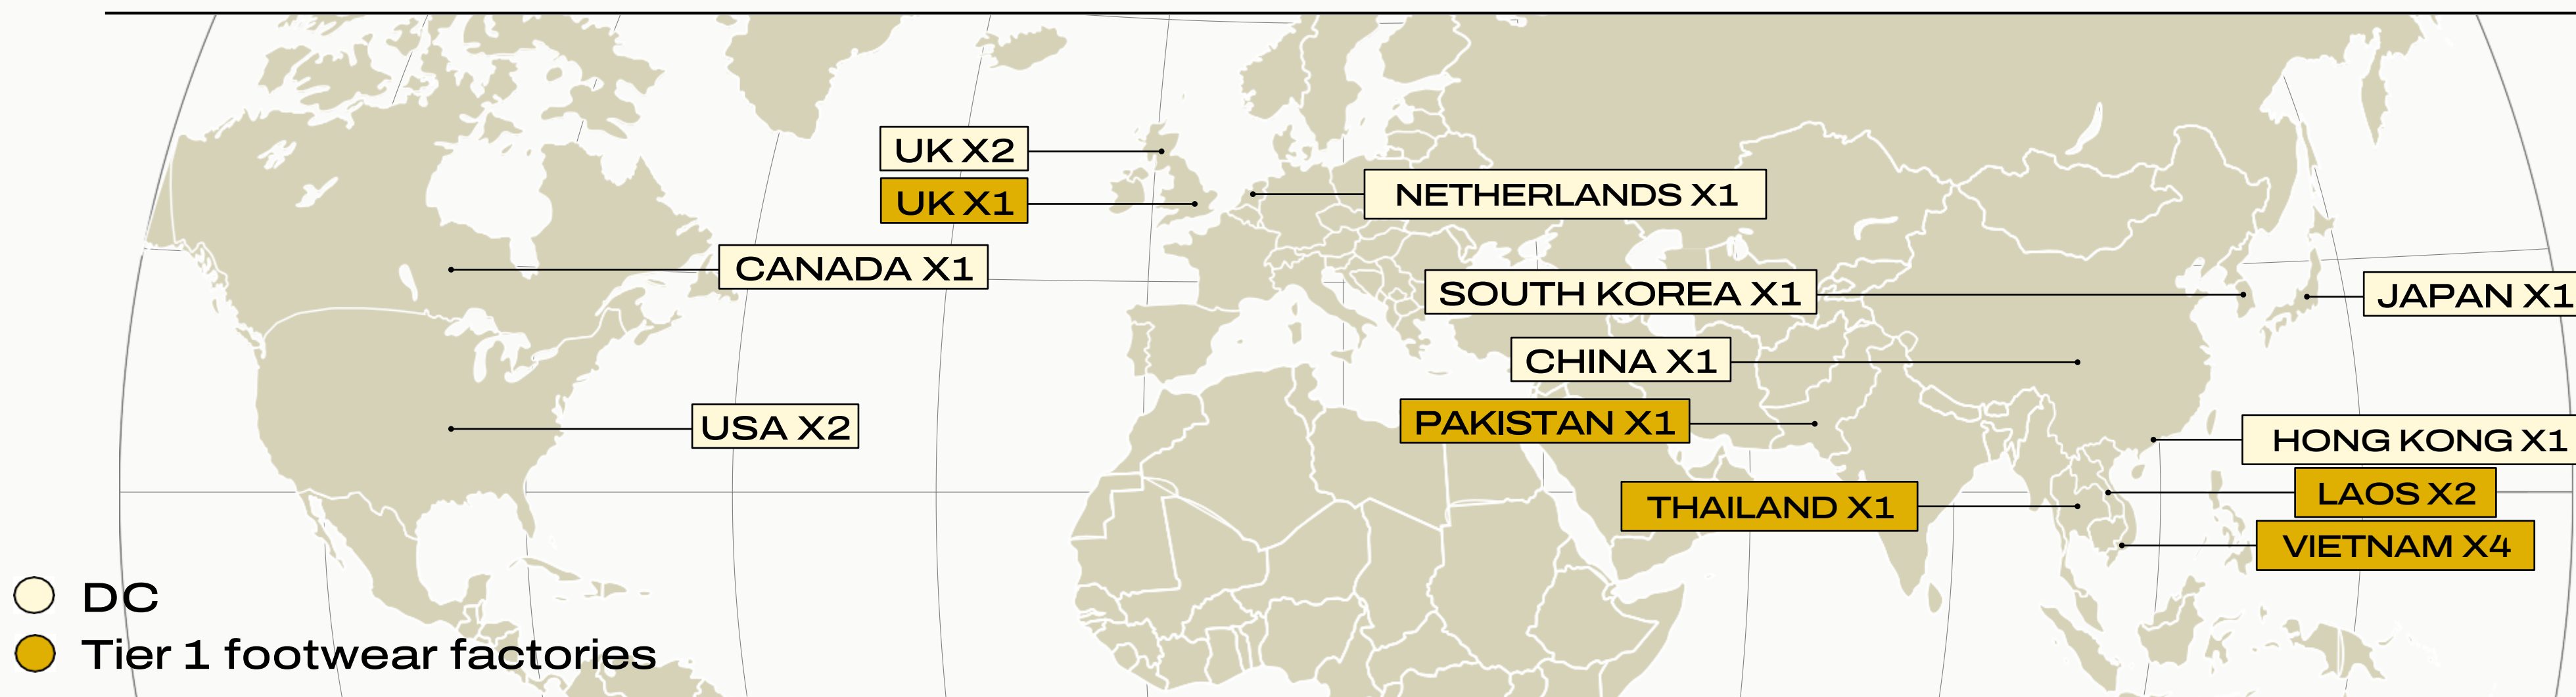 UK X2
UK X1
NETHERLANDS X1
CANADA X1
SOUTH KOREA X1
JAPAN X1
CHINA X1
PAKISTAN X1
USA X2
HONG KONG X1
THAILAND X1
LAOS X2
VIETNAM X4
DC
Tier 1 footwear factories